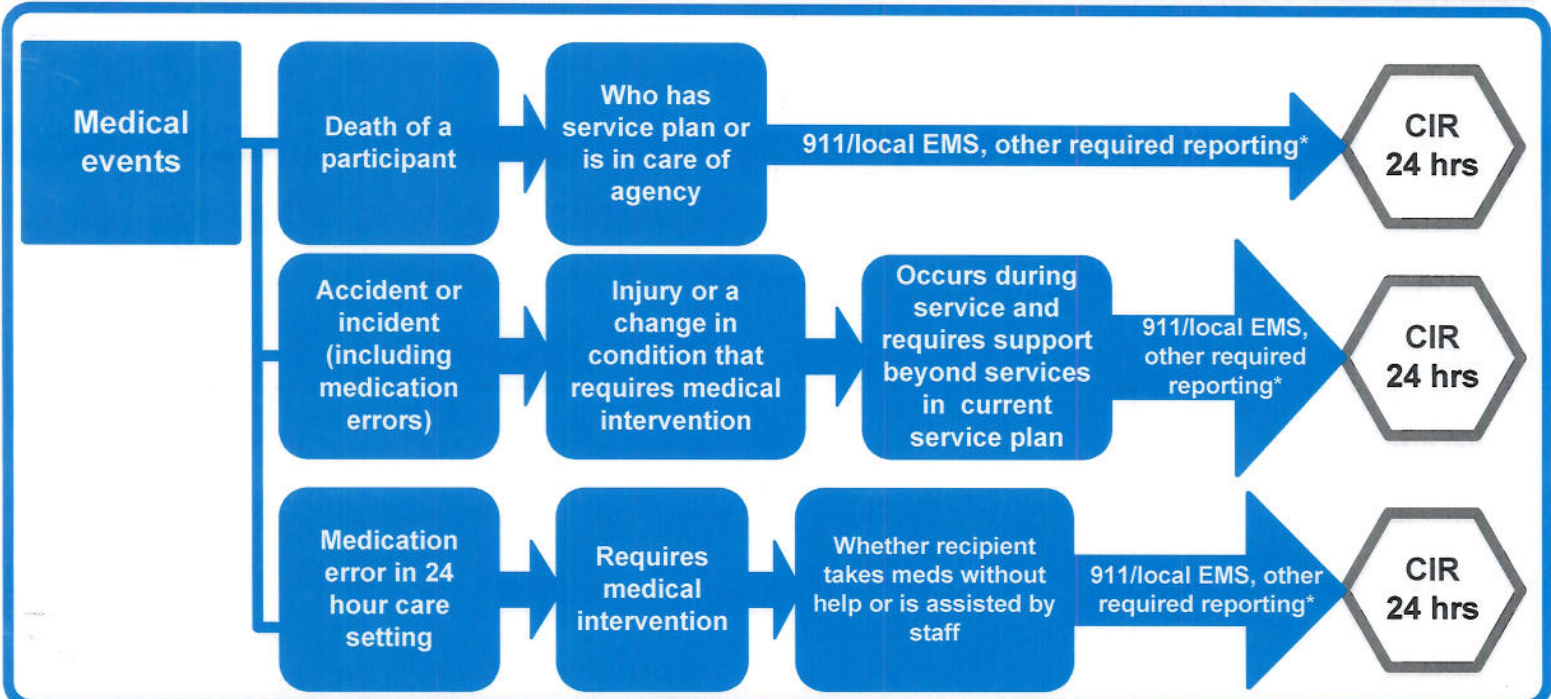 Medical
events
Death of a
participant
Who has
service plan or
is in care of
agency
911/local EMS, other required reporting*
CIR
24 hrs
Accident or
incident
(including
medication
errors)
Injury or a
change in
condition that
requires medical
intervention
Occurs during
service and
requires support
beyond services
in current
service plan
911/local EMS,
other required
reporting*
CIR
24 hrs
Medication
error in 24
hour care
setting
Requires
medical
intervention
Whether recipient
takes meds without
help or is assisted by
staff
911/local EMS, other
required reporting*
CIR
24 hrs